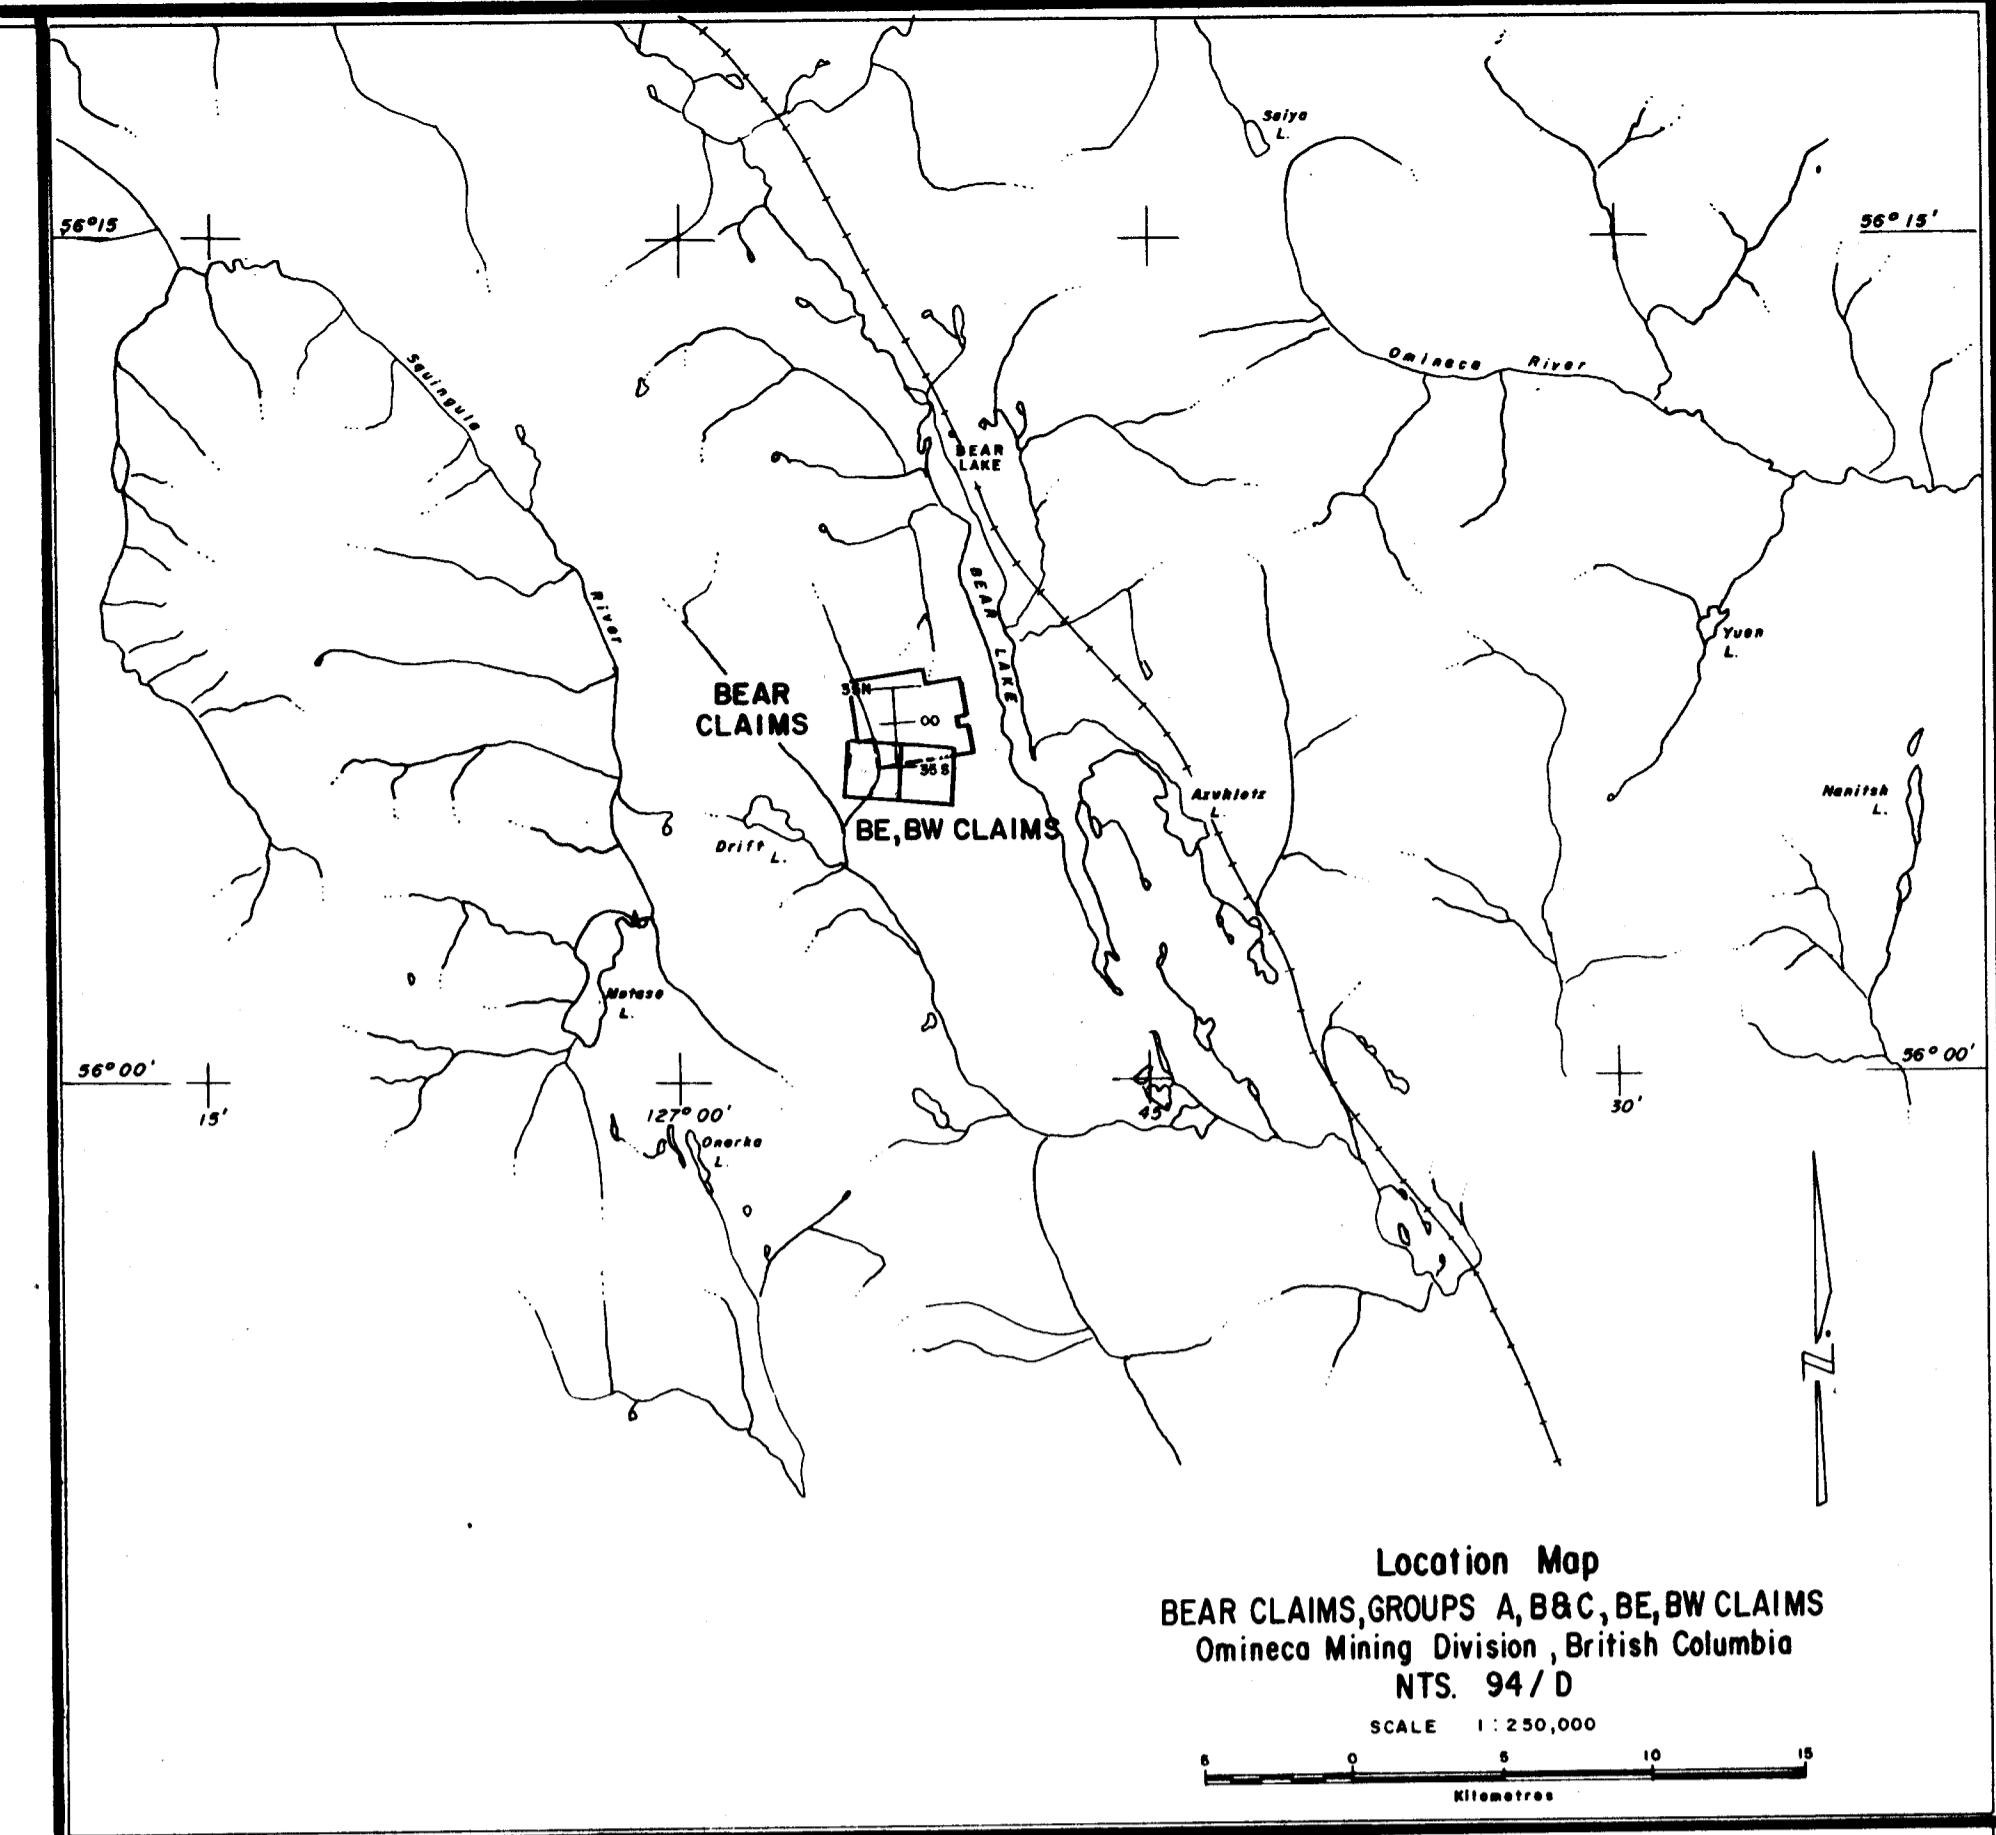 Saiya
L.
56°15
56°15'
Omineca River
Squingula
BEAR
LAKE
River
BEAR
LAKE
Yuen
L.
BEAR
CLAIMS
35N
00
35S
Azuklotz
L.
Nanitsh
L.
BE, BW CLAIMS
Drift L.
Motase
L.
56°00'
56°00'
15'
127°00'
45'
30'
Onerka
L.
N.
Location Map
BEAR CLAIMS, GROUPS A, B & C, BE, BW CLAIMS
Omineca Mining Division, British Columbia
NTS. 94/D
SCALE 1:250,000
5 0 5 10 15
Kilometres